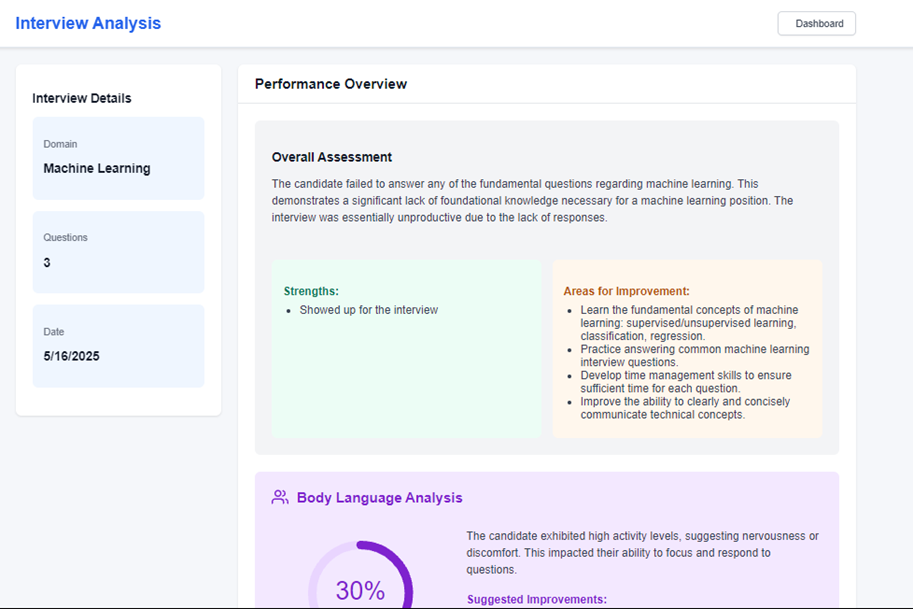 Interview Analysis
Dashboard
Interview Details
Domain
Machine Learning
Questions
3
Date
5/16/2025
Performance Overview
Overall Assessment
The candidate failed to answer any of the fundamental questions regarding machine learning. This
demonstrates a significant lack of foundational knowledge necessary for a machine learning position. The
interview was essentially unproductive due to the lack of responses.
Strengths:
• Showed up for the interview
Areas for Improvement:
• Learn the fundamental concepts of machine
learning: supervised/unsupervised learning,
classification, regression.
• Practice answering common machine learning
interview questions.
• Develop time management skills to ensure
sufficient time for each question.
• Improve the ability to clearly and concisely
communicate technical concepts.
Body Language Analysis
30%
The candidate exhibited high activity levels, suggesting nervousness or
discomfort. This impacted their ability to focus and respond to
questions.
Suggested Improvements: